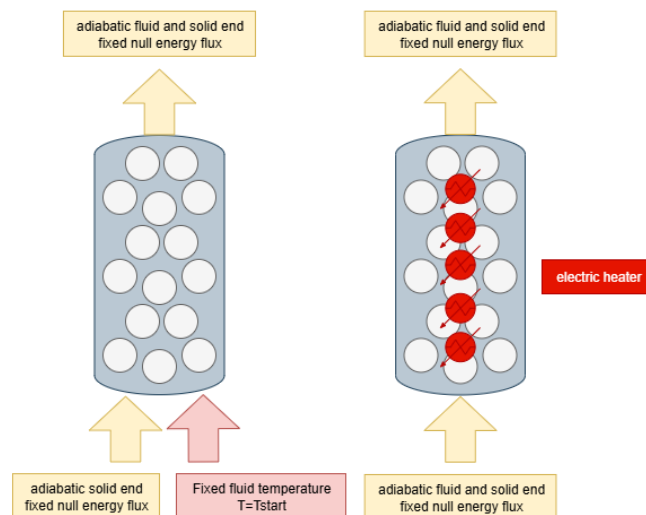 adiabatic fluid and solid end
fixed null energy flux
adiabatic fluid and solid end
fixed null energy flux
electric heater
adiabatic solid end
fixed null energy flux
Fixed fluid temperature
T=Tstart
adiabatic fluid and solid end
fixed null energy flux